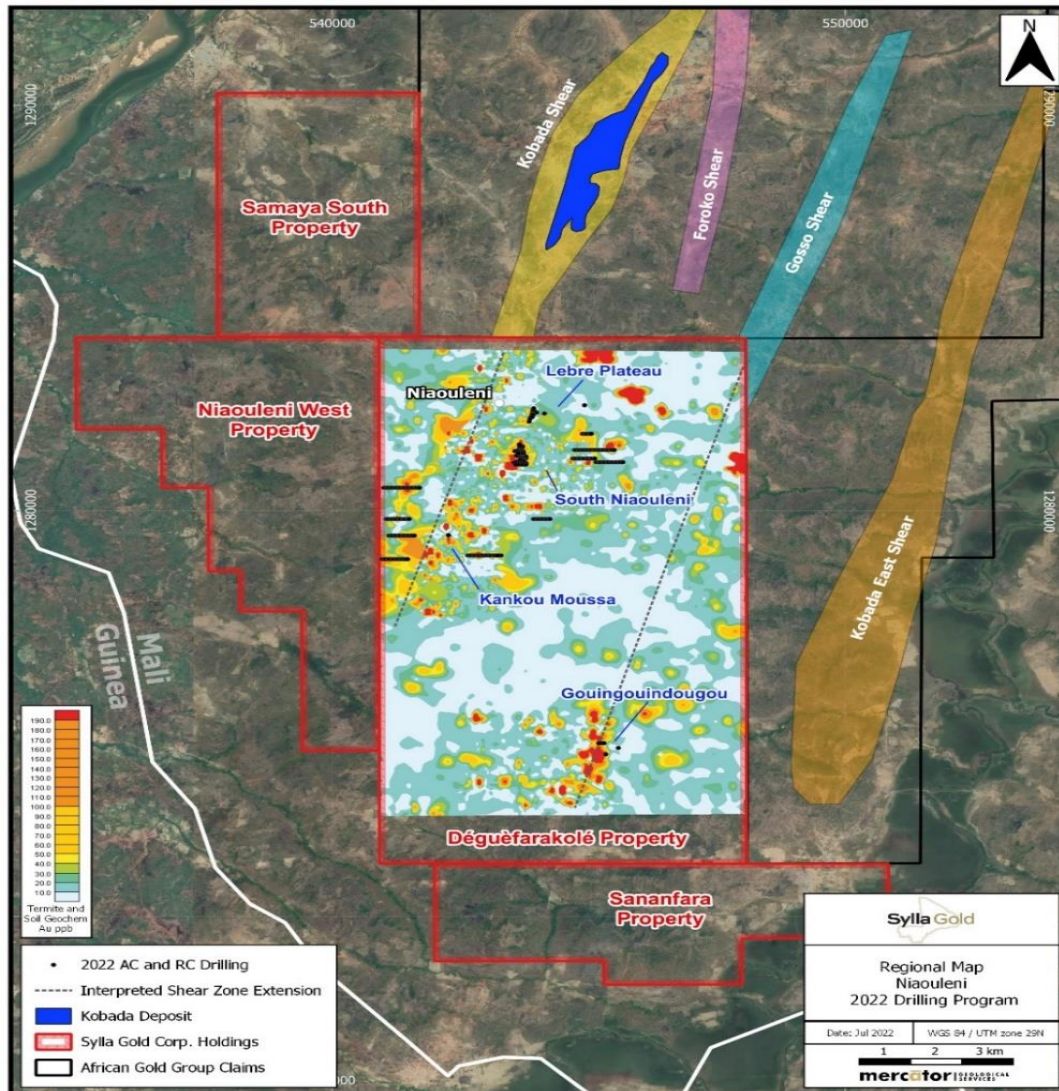 540000
550000
1290000
1290000
Kobada Shear
Foroko Shear
Gosso Shear
Samaya South
Property
Lebre Plateau
Niaouleni
Niaouleni West
Property
South Niaouleni
1280000
1280000
Kankou Moussa
Kobada East Shear
Mali
Guinea
Gouingouindougou
190.0
180.0
170.0
160.0
150.0
140.0
130.0
120.0
110.0
100.0
90.0
80.0
70.0
60.0
50.0
40.0
30.0
20.0
10.0
Termite and
Soil Geochem
Au ppb
Déguèfarakolé Property
Sananfara
Property
2022 AC and RC Drilling
Interpreted Shear Zone Extension
Kobada Deposit
Sylla Gold Corp. Holdings
African Gold Group Claims
Sylla Gold
Regional Map
Niaouleni
2022 Drilling Program
Date: Jul 2022
WGS 84 / UTM zone 29N
1 2 3 km
mercator GEOLOGICAL SERVICES